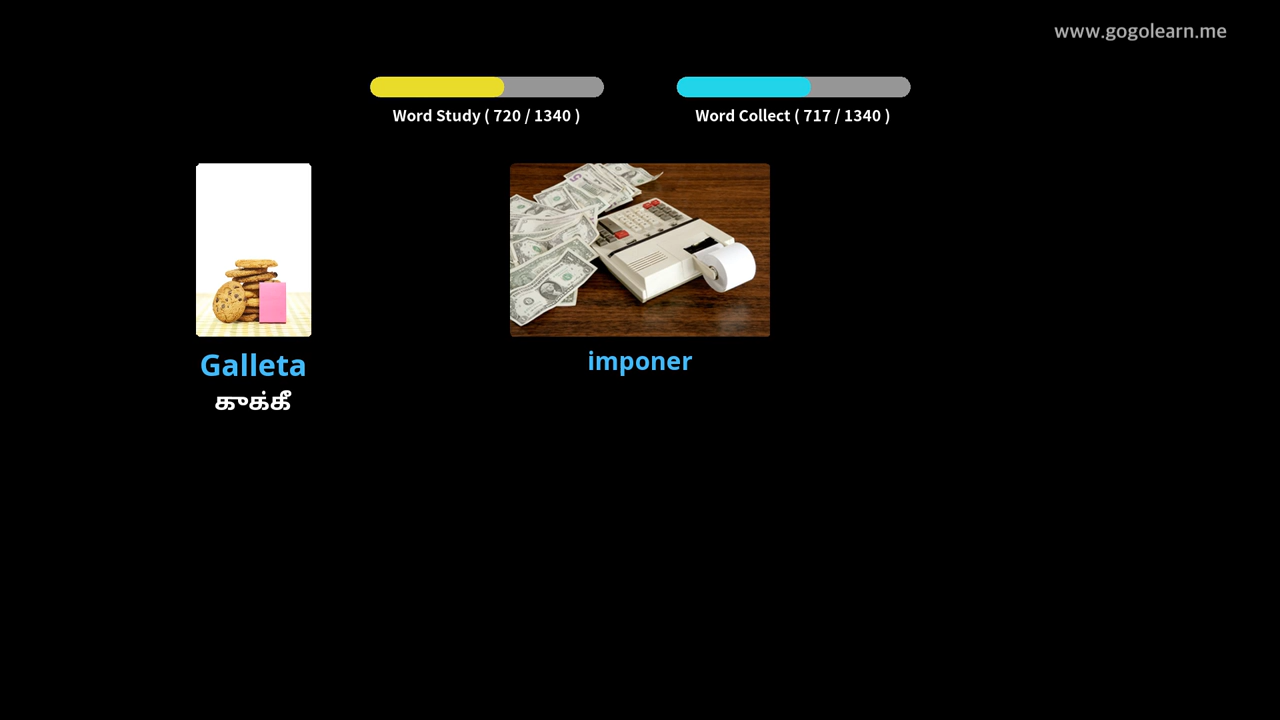 www.gogolearn.me
Word Study ( 720 / 1340 )
Word Collect ( 717 / 1340 )
Galleta
குக்கீ
imponer